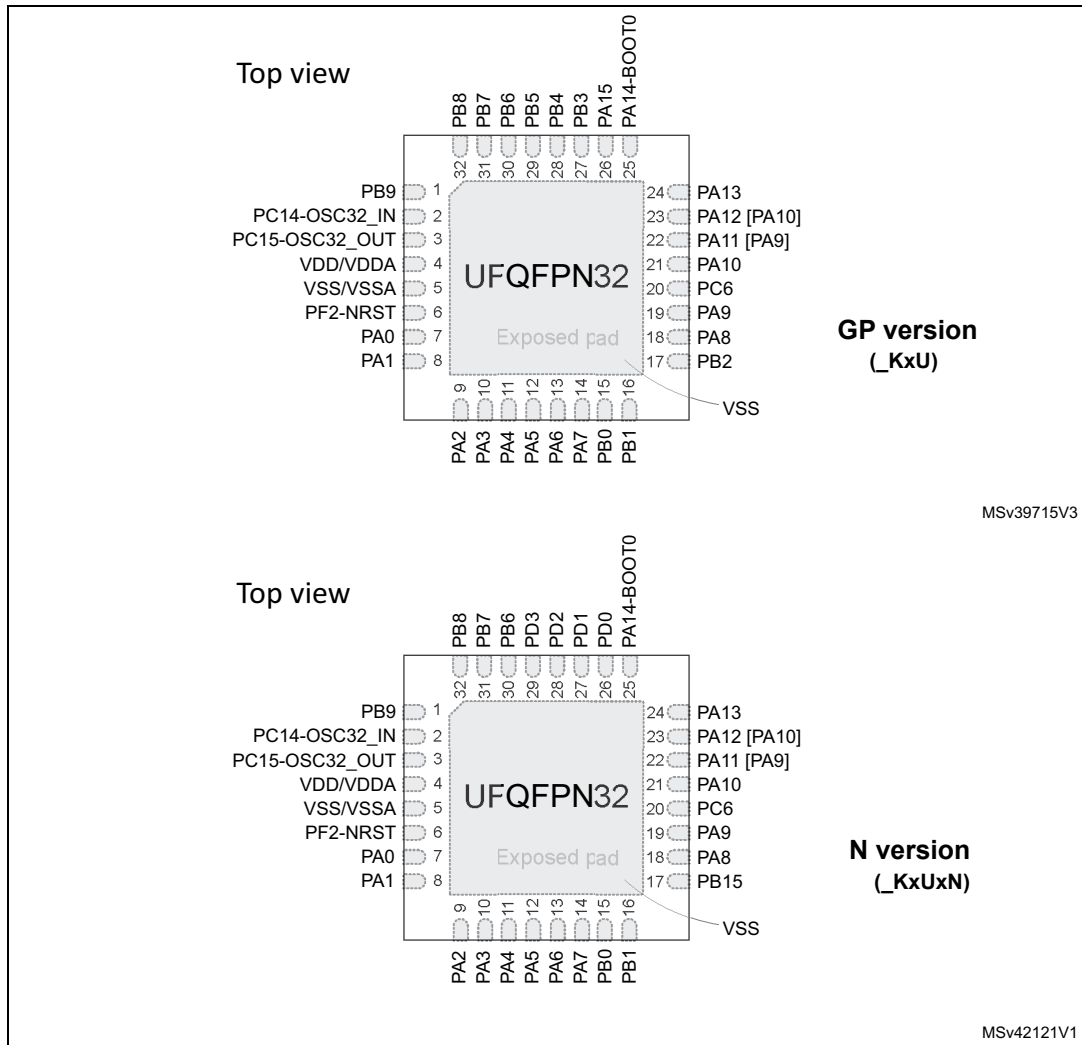 Top view
PB8 PB7 PB6 PB5 PB4 PB3 PA15 PA14-BOOT0
32 31 30 29 28 27 26 25
PB9 1 24 PA13
PC14-OSC32_IN 2 23 PA12 [PA10]
PC15-OSC32_OUT 3 22 PA11 [PA9]
VDD/VDDA 4 21 PA10
VSS/VSSA 5 20 PC6
PF2-NRST 6 19 PA9
PA0 7 18 PA8
PA1 8 17 PB2
UFQFPN32
Exposed pad
VSS
9 10 11 12 13 14 15 16
PA2 PA3 PA4 PA5 PA6 PA7 PB0 PB1
GP version
(_KxU)
MSv39715V3
Top view
PB8 PB7 PB6 PD3 PD2 PD1 PD0 PA14-BOOT0
32 31 30 29 28 27 26 25
PB9 1 24 PA13
PC14-OSC32_IN 2 23 PA12 [PA10]
PC15-OSC32_OUT 3 22 PA11 [PA9]
VDD/VDDA 4 21 PA10
VSS/VSSA 5 20 PC6
PF2-NRST 6 19 PA9
PA0 7 18 PA8
PA1 8 17 PB15
UFQFPN32
Exposed pad
VSS
9 10 11 12 13 14 15 16
PA2 PA3 PA4 PA5 PA6 PA7 PB0 PB1
N version
(_KxUxN)
MSv42121V1